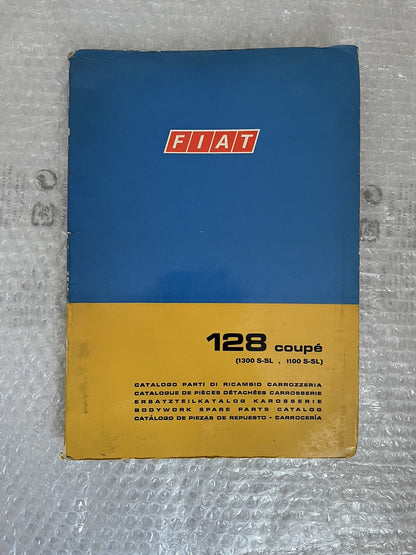 FIAT
128 coupé
(1300 S-SL , 1100 S-SL)
CATALOGO PARTI DI RICAMBIO CARROZZERIA
CATALOGUE DE PIÈCES DÉTACHÉES CARROSSERIE
ERSATZTEILKATALOG KAROSSERIE
BODYWORK SPARE PARTS CATALOG
CATÁLOGO DE PIEZAS DE REPUESTO - CARROCERÍA